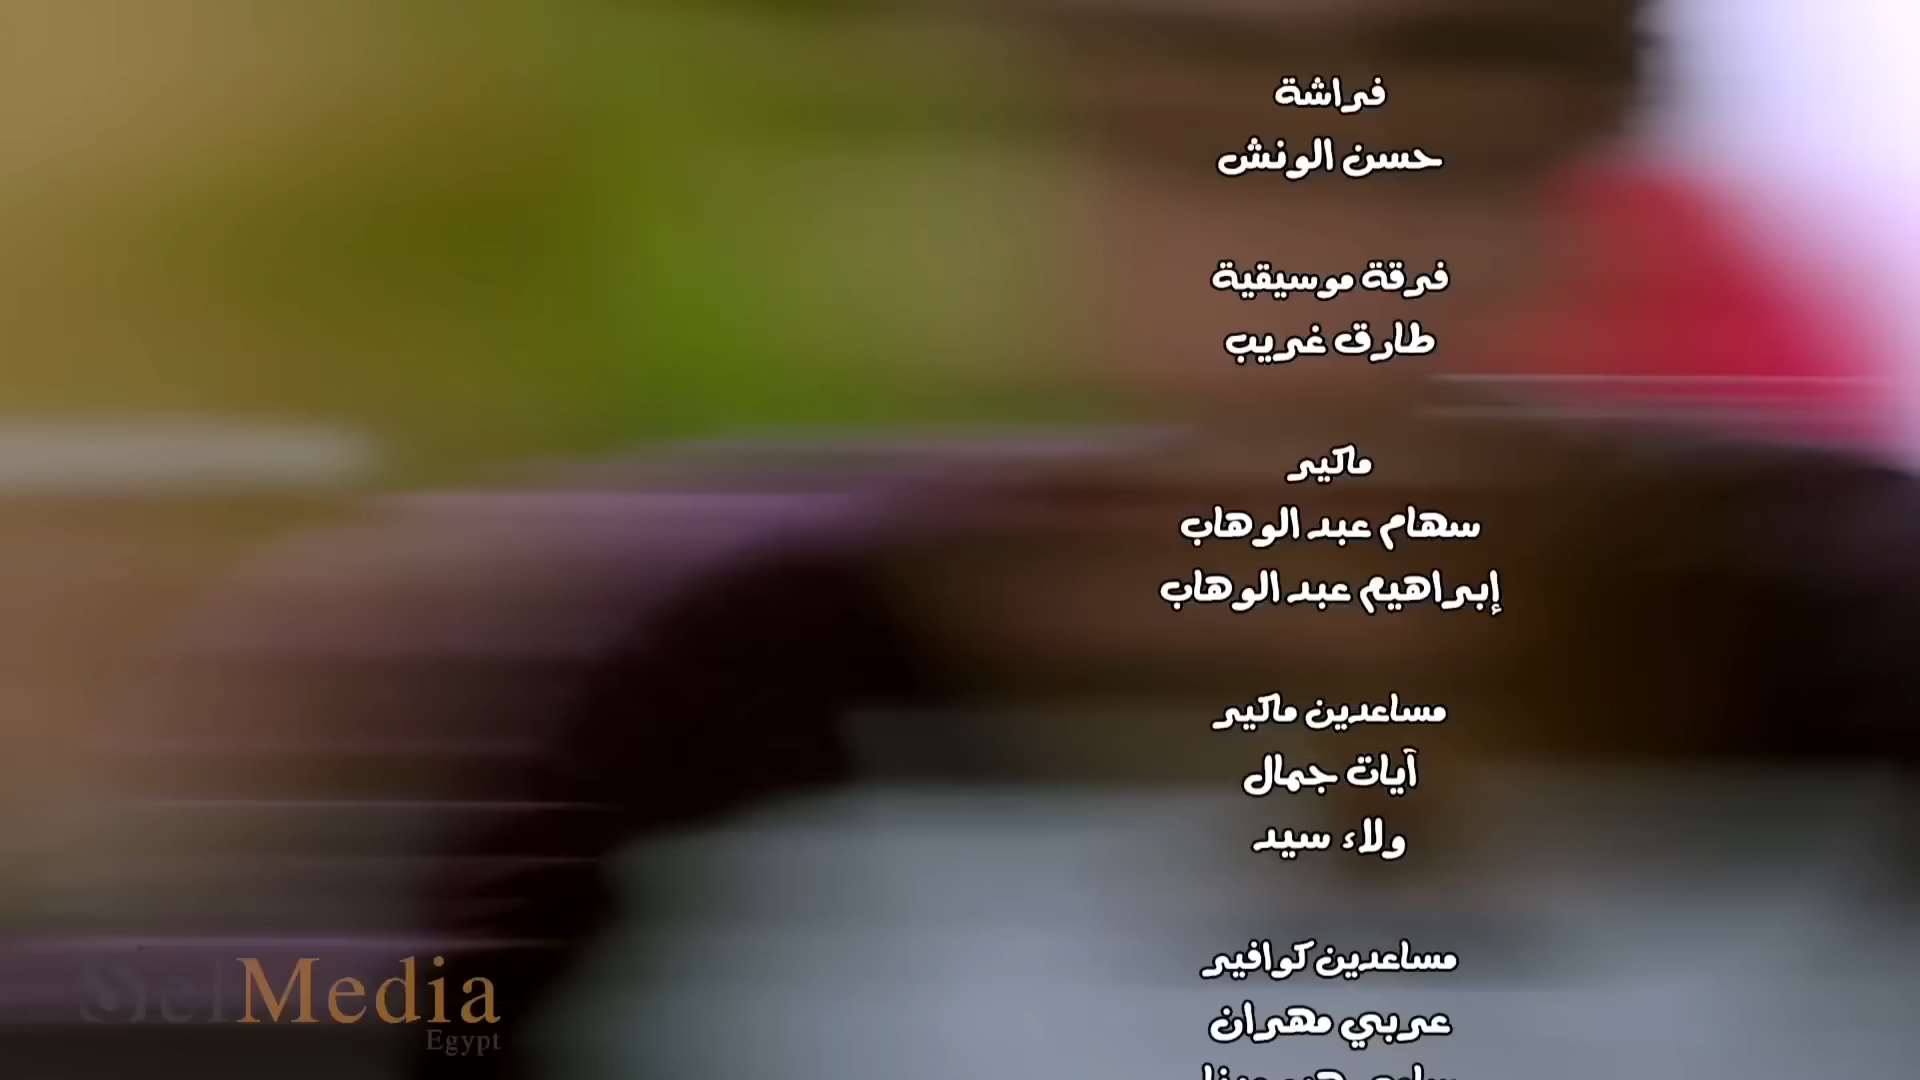 فراشة
حسن الونش
فرقة موسيقية
طارق غريب
ماكير
سهام عبد الوهاب
إبراهيم عبد الوهاب
مساعدين ماكير
آيات جمال
ولاء سيد
مساعدين كوافير
عربي مهران
SelMedia
Egypt